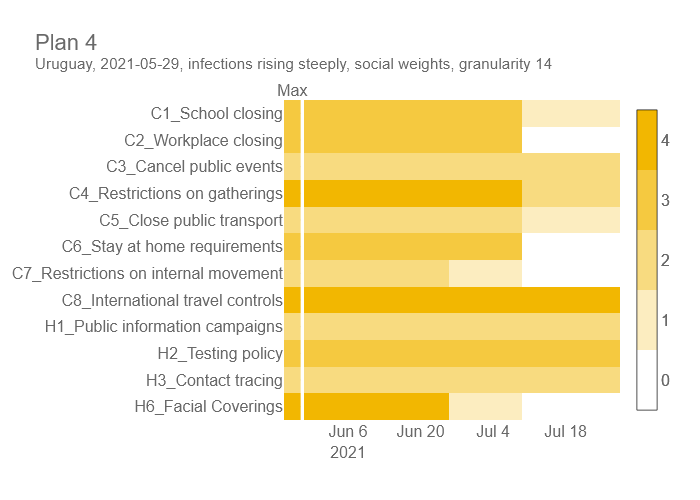 Plan 4
Uruguay, 2021-05-29, infections rising steeply, social weights, granularity 14
Max
C1_School closing
C2_Workplace closing
C3_Cancel public events
C4_Restrictions on gatherings
C5_Close public transport
C6_Stay at home requirements
C7_Restrictions on internal movement
C8_International travel controls
H1_Public information campaigns
H2_Testing policy
H3_Contact tracing
H6_Facial Coverings
4
3
2
1
0
Jun 6 Jun 20 Jul 4 Jul 18
2021